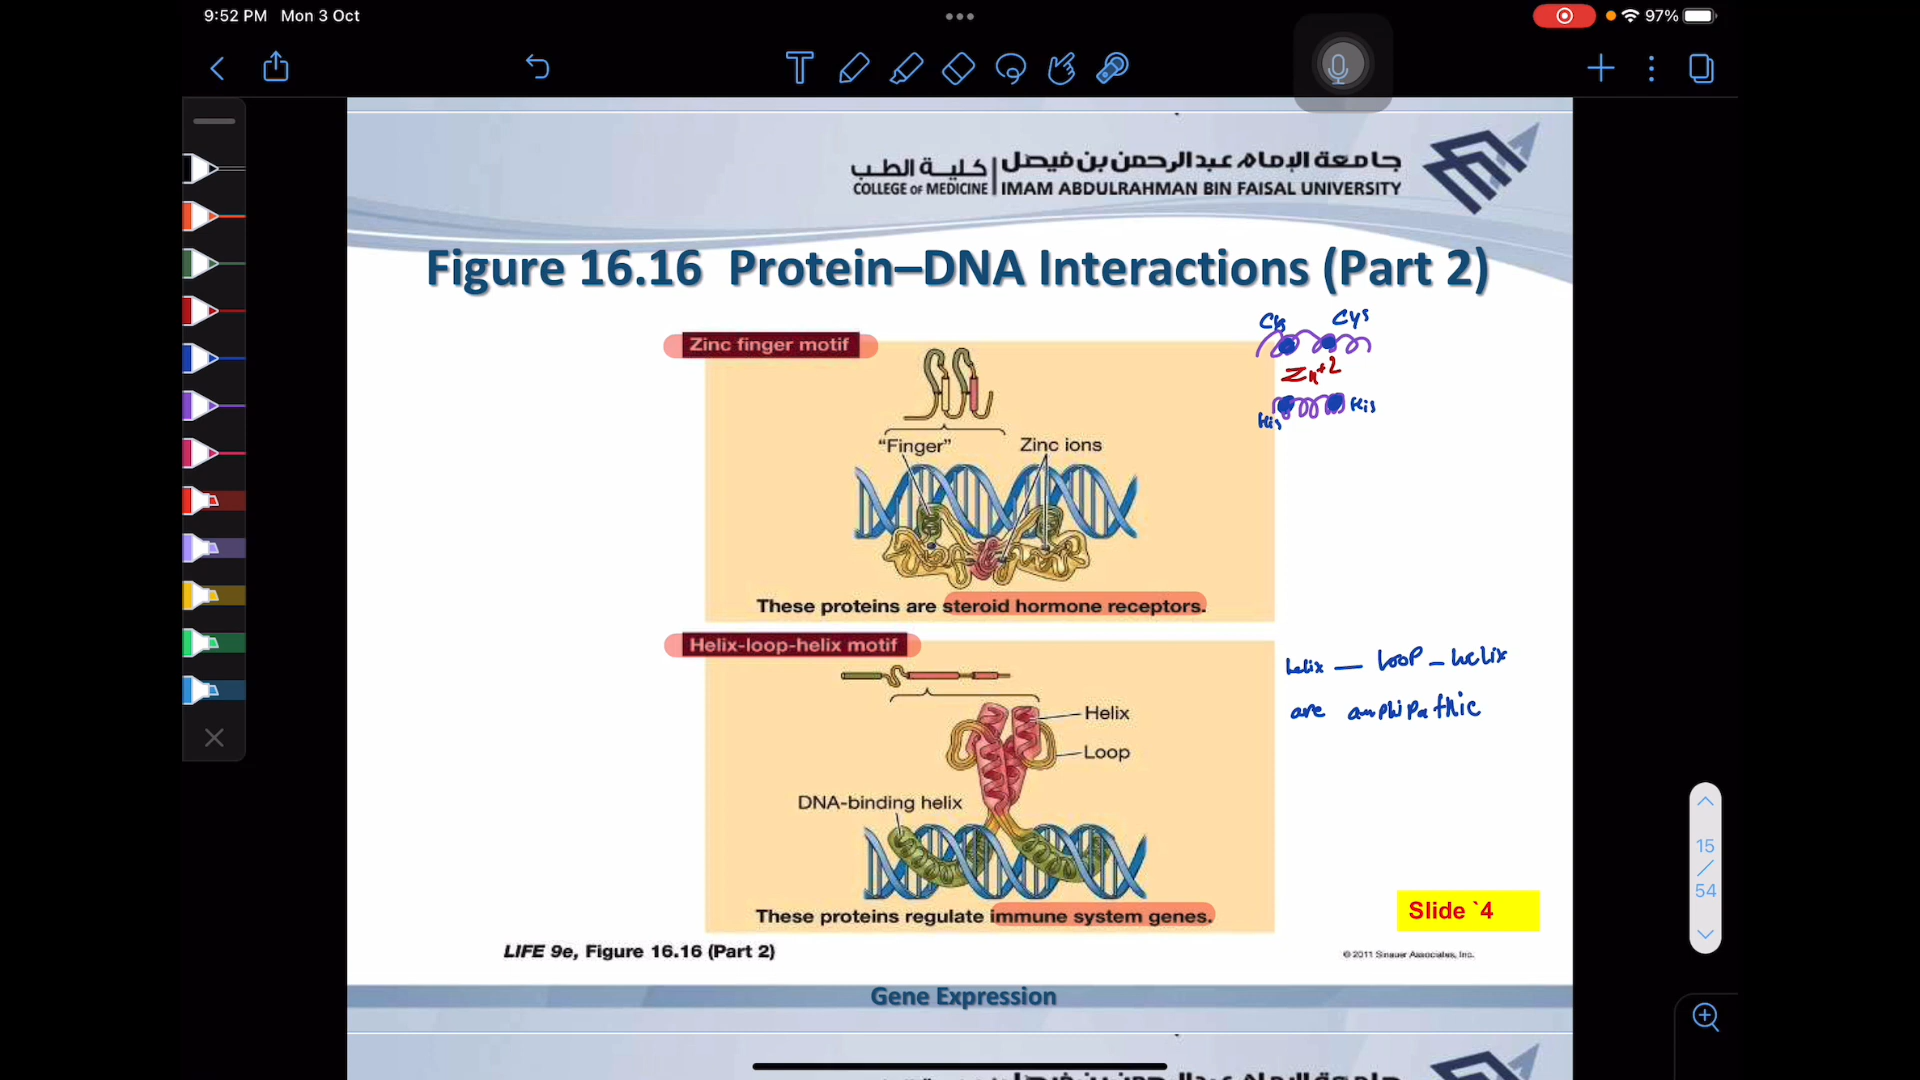 9:52 PM Mon 3 Oct
97%
جامعة الإمام عبد الرحمن بن فيصل | كلية الطب
COLLEGE OF MEDICINE | IMAM ABDULRAHMAN BIN FAISAL UNIVERSITY
Figure 16.16 Protein–DNA Interactions (Part 2)
Zinc finger motif
Cys Cys
Zn+2
His His
“Finger” Zinc ions
These proteins are steroid hormone receptors.
Helix-loop-helix motif
helix — loop - helix
are amphipathic
Helix
Loop
DNA-binding helix
These proteins regulate immune system genes.
15
/
54
Slide `4
LIFE 9e, Figure 16.16 (Part 2)
© 2011 Sinauer Associates, Inc.
Gene Expression